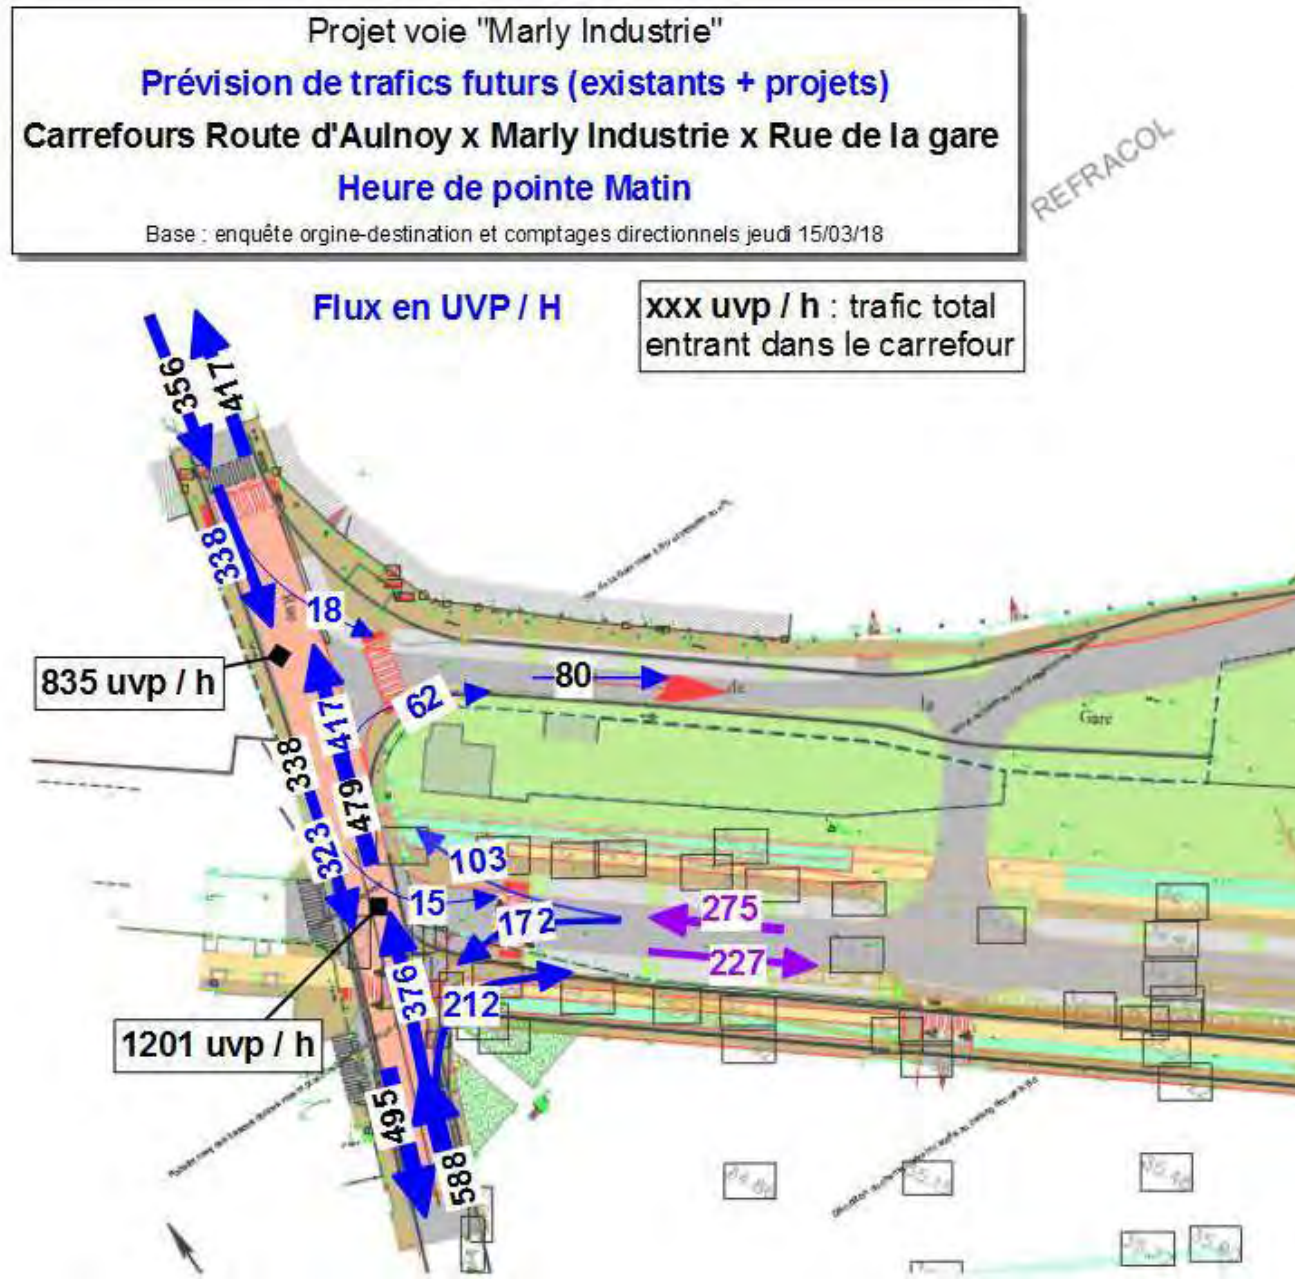 Projet voie "Marly Industrie"
Prévision de trafics futurs (existants + projets)
Carrefours Route d'Aulnoy x Marly Industrie x Rue de la gare
Heure de pointe Matin
Base : enquête orgine-destination et comptages directionnels jeudi 15/03/18
REFRACOL
Flux en UVP / H
xxx uvp / h : trafic total
entrant dans le carrefour
356
417
338
18
835 uvp / h
80
de
la
Gare
62
417
338
479
323
103
15
172
275
227
376
212
1201 uvp / h
495
588